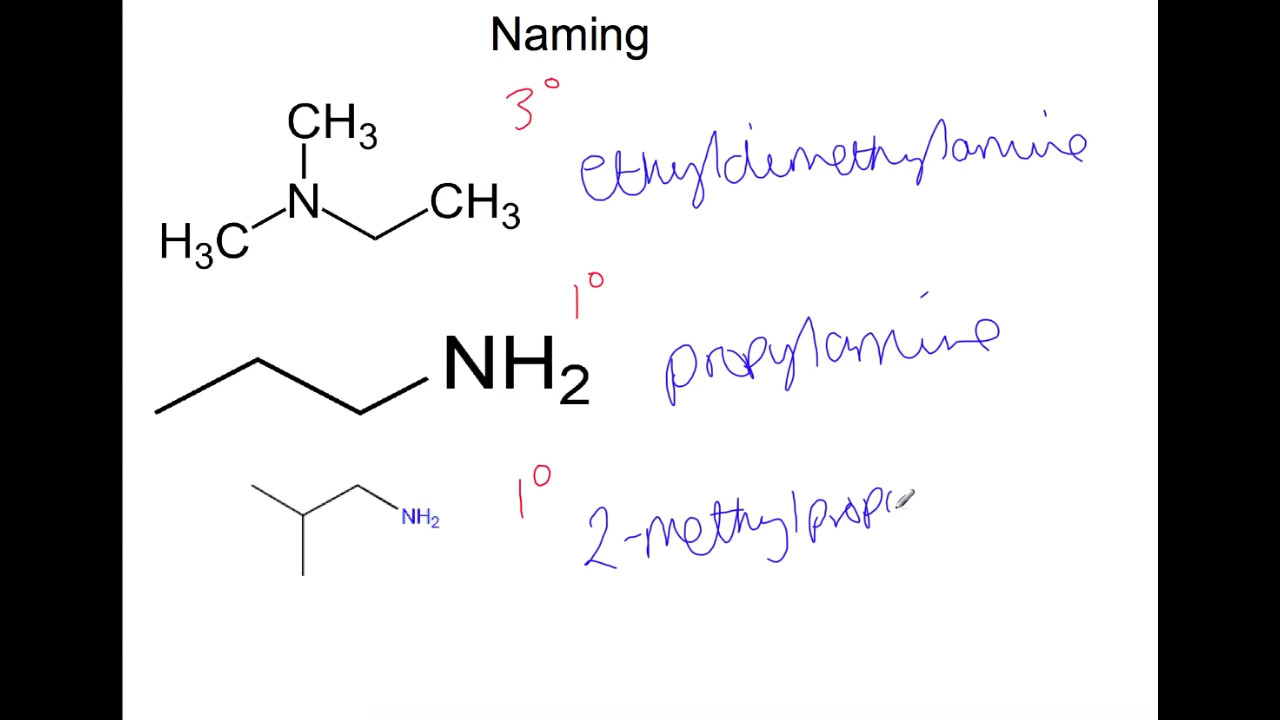 Naming
3°
CH3
N
CH3
H3C
ethyldimethylamine
1°
NH2
propylamine
1°
NH2
2-methylprop